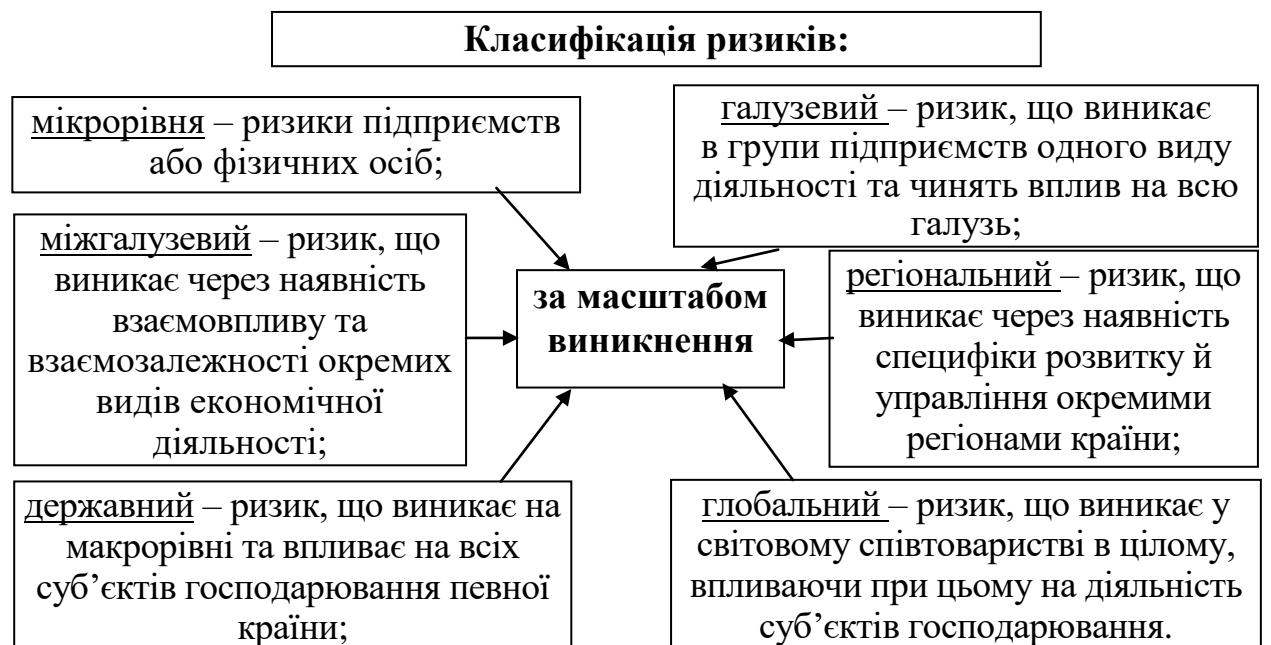 Класифікація ризиків:
мікрорівня – ризики підприємств
або фізичних осіб;
галузевий – ризик, що виникає
в групи підприємств одного виду
діяльності та чинять вплив на всю
галузь;
міжгалузевий – ризик, що
виникає через наявність
взаємовпливу та
взаємозалежності окремих
видів економічної
діяльності;
за масштабом
виникнення
регіональний – ризик, що
виникає через наявність
специфіки розвитку й
управління окремими
регіонами країни;
державний – ризик, що виникає на
макрорівні та впливає на всіх
суб’єктів господарювання певної
країни;
глобальний – ризик, що виникає у
світовому співтоваристві в цілому,
впливаючи при цьому на діяльність
суб’єктів господарювання.